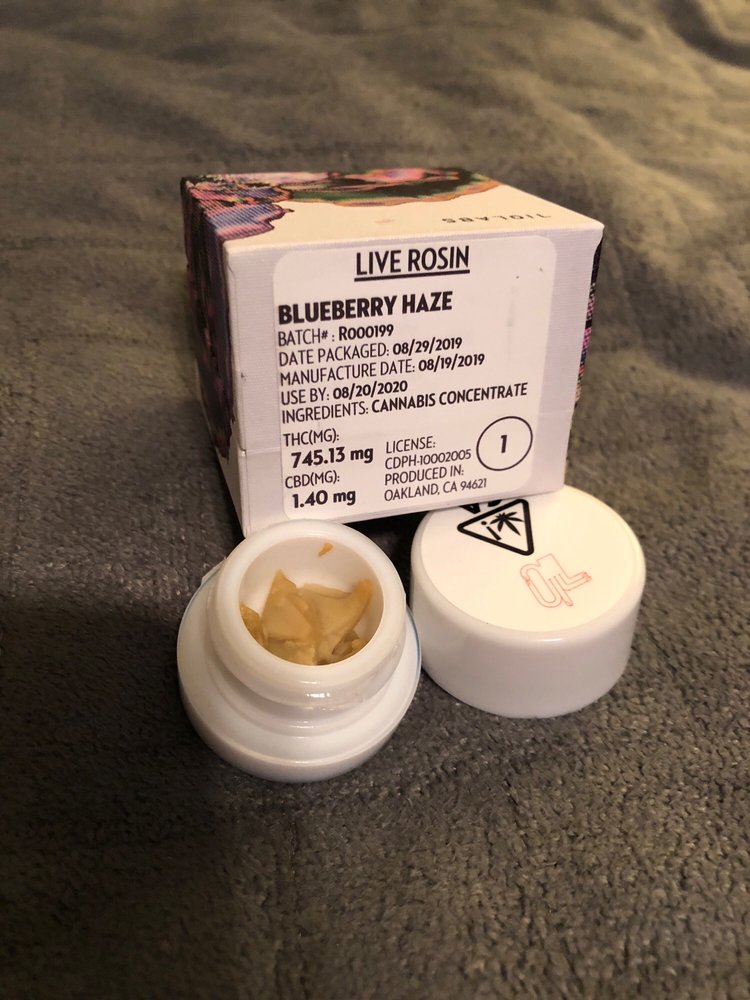 LIVE ROSIN
BLUEBERRY HAZE
BATCH# : R000199
DATE PACKAGED: 08/29/2019
MANUFACTURE DATE: 08/19/2019
USE BY: 08/20/2020
INGREDIENTS: CANNABIS CONCENTRATE
THC(MG):
745.13 mg
CBD(MG):
1.40 mg
LICENSE:
CDPH-10002005
PRODUCED IN:
OAKLAND, CA 94621
1